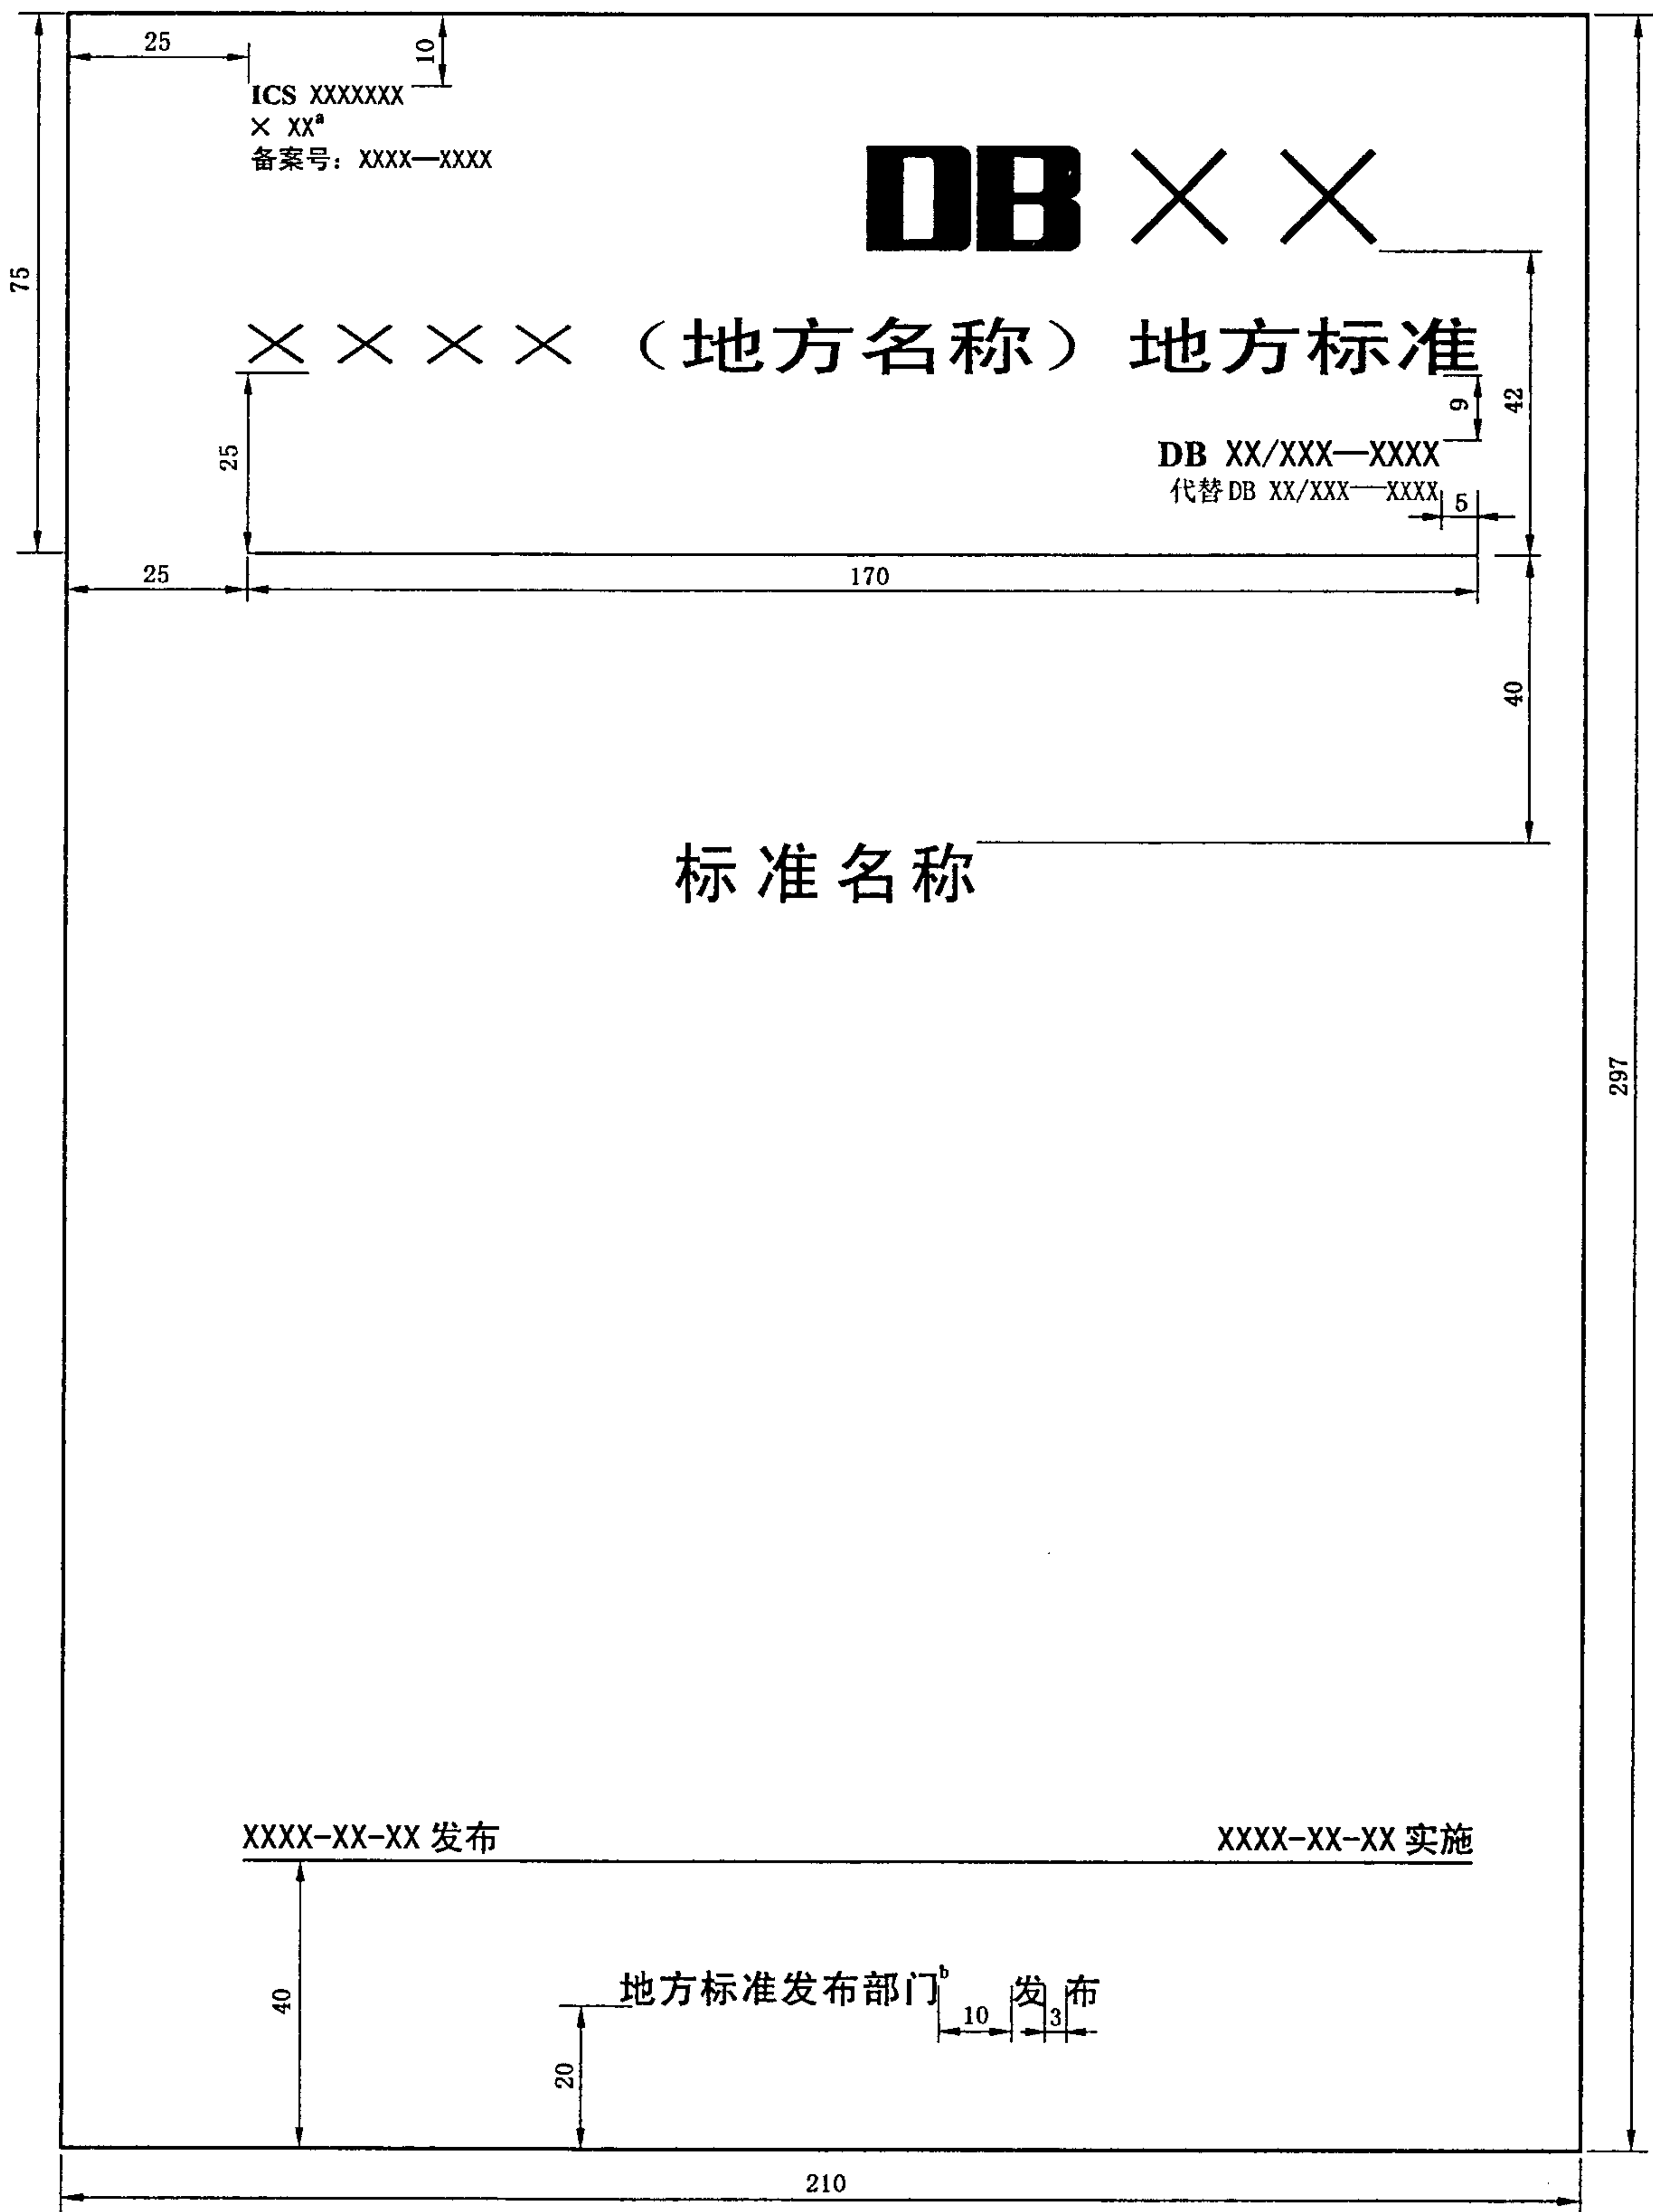 25
10
ICS XXXXXXX
× XXᵃ
备案号：XXXX—XXXX
DB××
75
××××（地方名称）地方标准
9
42
25
DB XX/XXX—XXXX
代替DB XX/XXX—XXXX
5
25
170
40
标准名称
297
XXXX-XX-XX 发布
XXXX-XX-XX 实施
40
地方标准发布部门ᵇ 发布
10
3
20
210